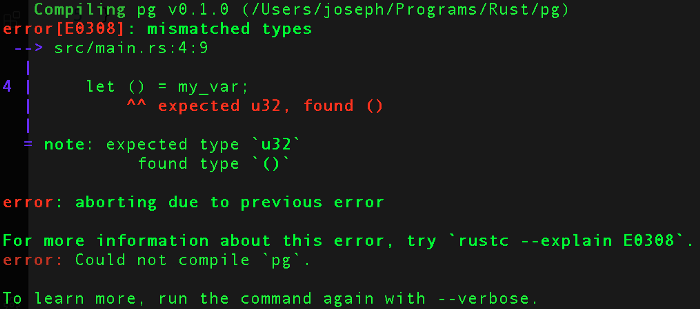 Compiling pg v0.1.0 (/Users/joseph/Programs/Rust/pg)
error[E0308]: mismatched types
--> src/main.rs:4:9
|
4 | let () = my_var;
| ^^ expected u32, found ()
|
= note: expected type `u32`
found type `()`
error: aborting due to previous error
For more information about this error, try `rustc --explain E0308`.
error: Could not compile `pg`.
To learn more, run the command again with --verbose.